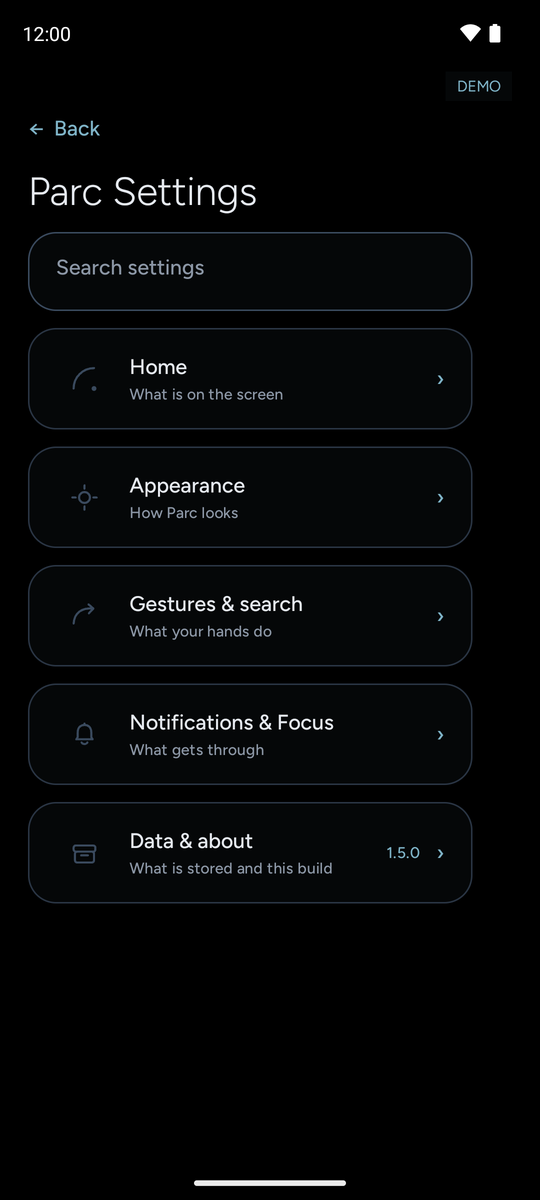 12:00
DEMO
← Back
Parc Settings
Search settings
Home
What is on the screen
›
Appearance
How Parc looks
›
Gestures & search
What your hands do
›
Notifications & Focus
What gets through
›
Data & about
What is stored and this build
1.5.0 ›